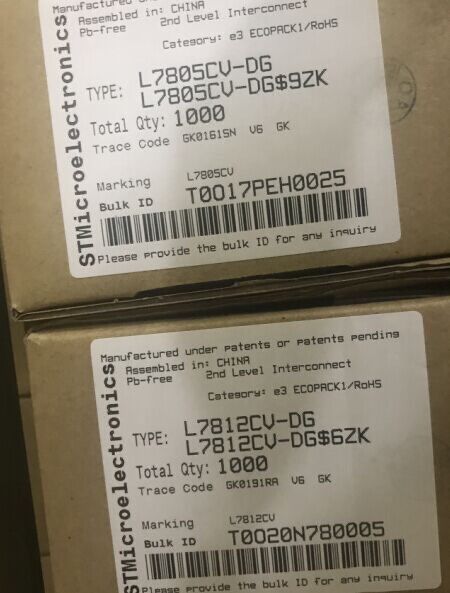 STMicroelectronics
Manufactured
Assembled in: CHINA
Pb-free 2nd Level Interconnect
Category: e3 ECOPACK1/RoHS
TYPE: L7805CV-DG
L7805CV-DG$9ZK
Total Qty: 1000
Trace Code GK0161SN V6 GK
Marking L7805CV
Bulk ID T0017PEH0025
Please provide the bulk ID for any inquiry
STMicroelectronics
Manufactured under patents or patents pending
Assembled in: CHINA
Pb-free 2nd Level Interconnect
Category: e3 ECOPACK1/RoHS
TYPE: L7812CV-DG
L7812CV-DG$6ZK
Total Qty: 1000
Trace Code GK0191RA V6 GK
Marking L7812CV
Bulk ID T0020N780005
Please provide the bulk ID for any inquiry